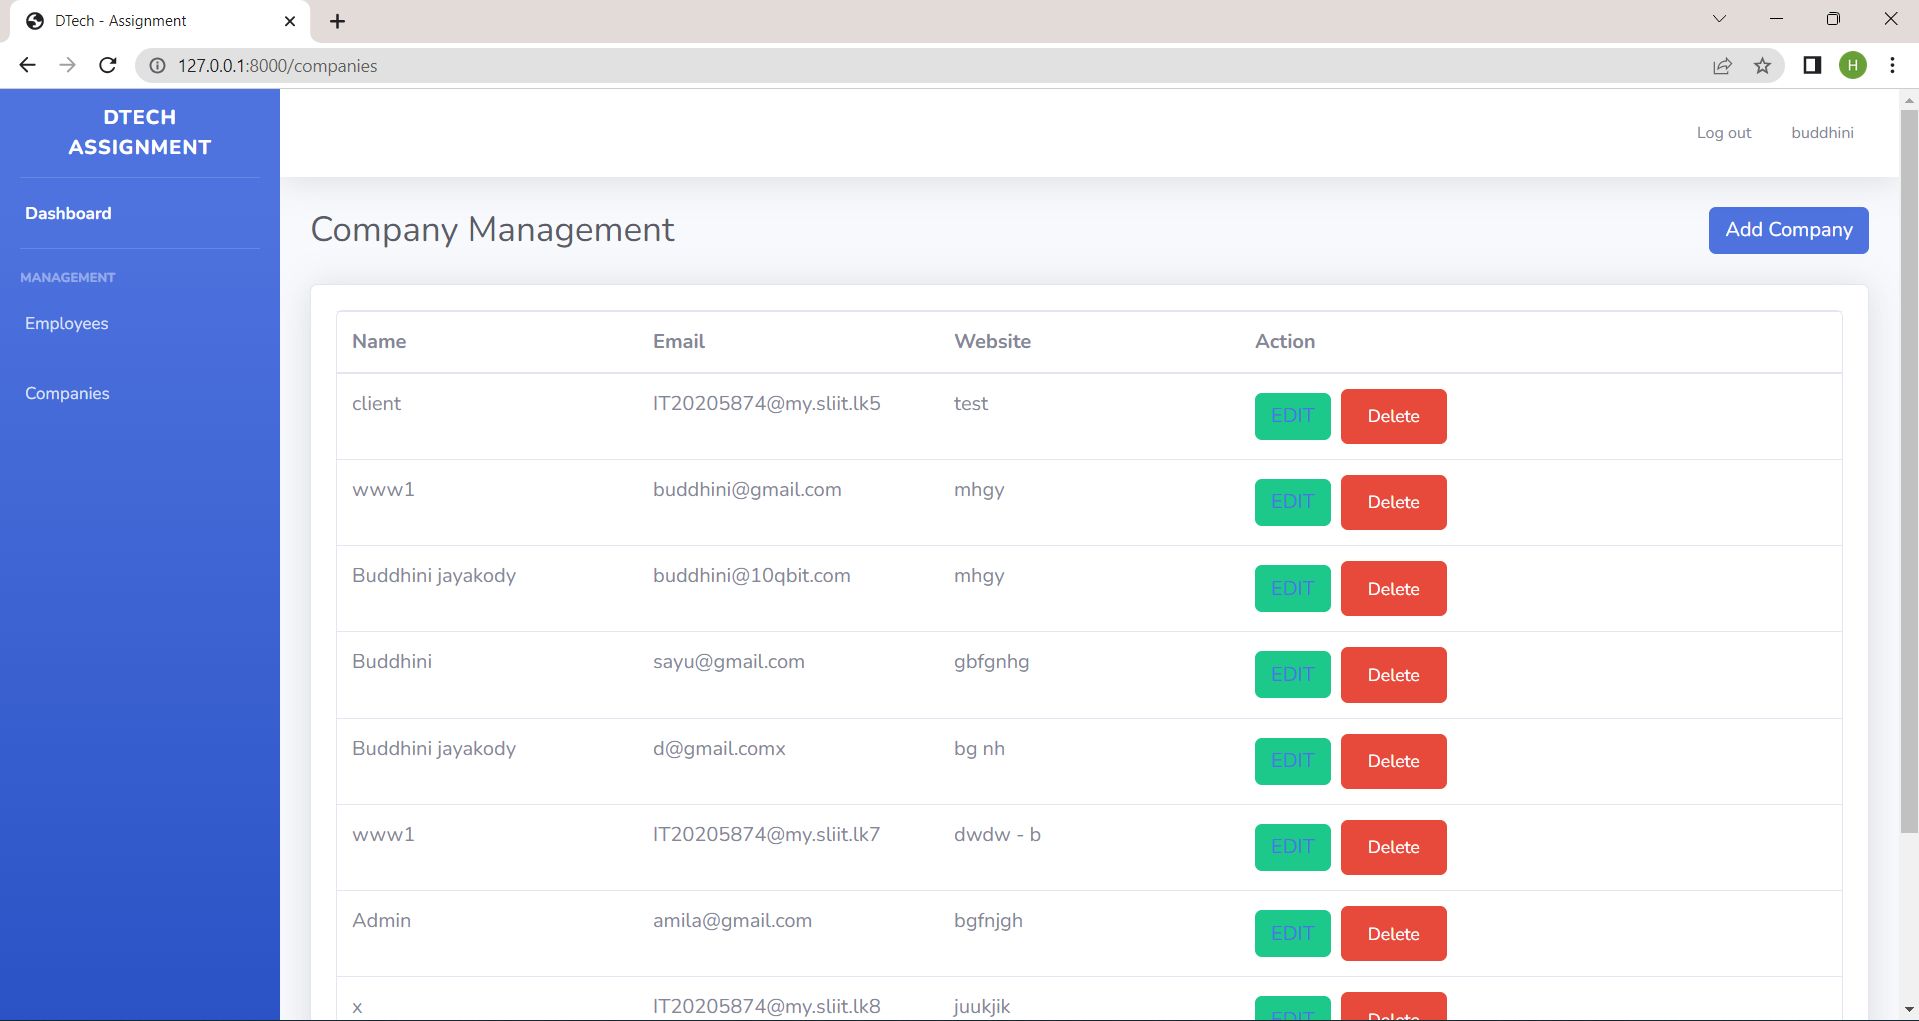 DTech - Assignment
127.0.0.1:8000/companies
H
DTECH
ASSIGNMENT
Log out buddhini
Dashboard
Company Management
Add Company
MANAGEMENT
Employees
Companies
Name Email Website Action
client IT20205874@my.sliit.lk5 test EDIT Delete
www1 buddhini@gmail.com mhgy EDIT Delete
Buddhini jayakody buddhini@10qbit.com mhgy EDIT Delete
Buddhini sayu@gmail.com gbfgnhg EDIT Delete
Buddhini jayakody d@gmail.comx bg nh EDIT Delete
www1 IT20205874@my.sliit.lk7 dwdw - b EDIT Delete
Admin amila@gmail.com bgfnjgh EDIT Delete
x IT20205874@my.sliit.lk8 juukjik EDIT Delete